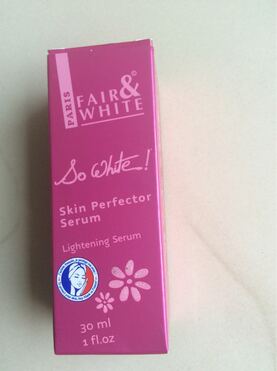 PARIS
FAIR&
WHITE
©
So White!
Skin Perfector
Serum
Lightening Serum
30 ml
1 fl.oz